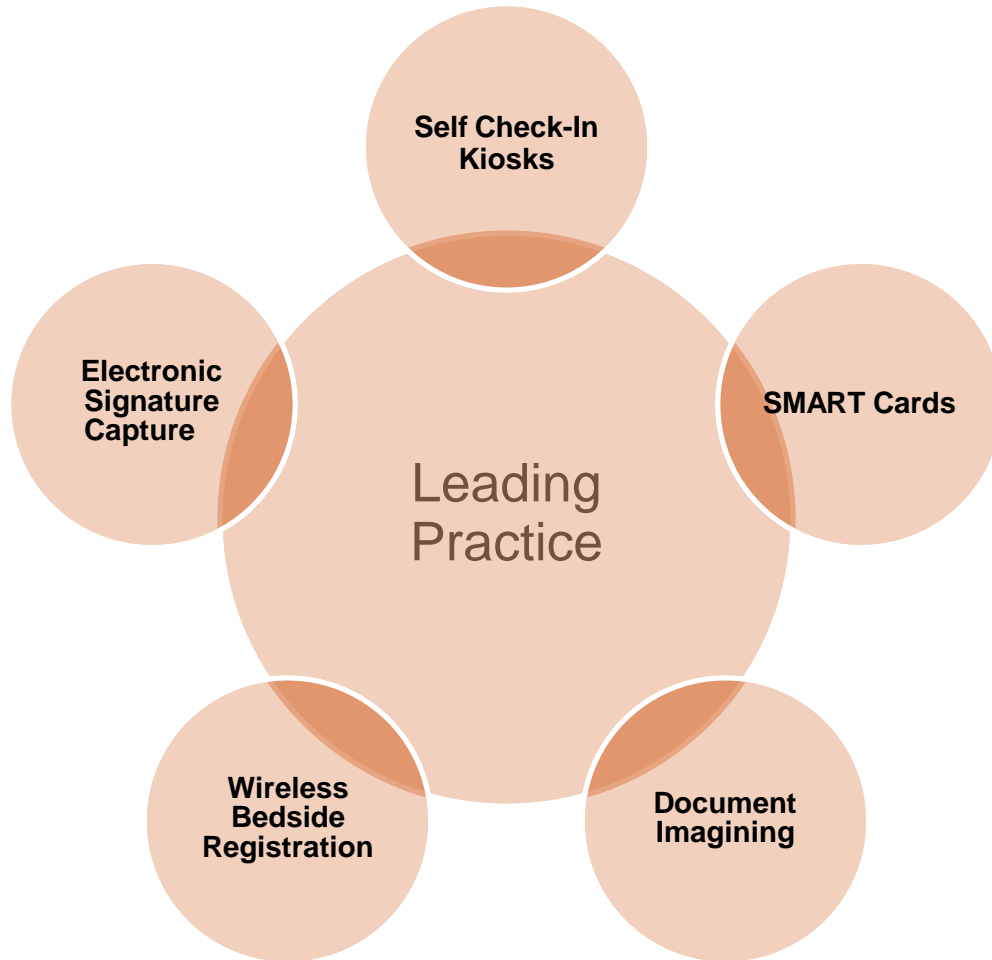 Self Check-In
Kiosks
SMART Cards
Document
Imagining
Wireless
Bedside
Registration
Electronic
Signature
Capture
Leading
Practice